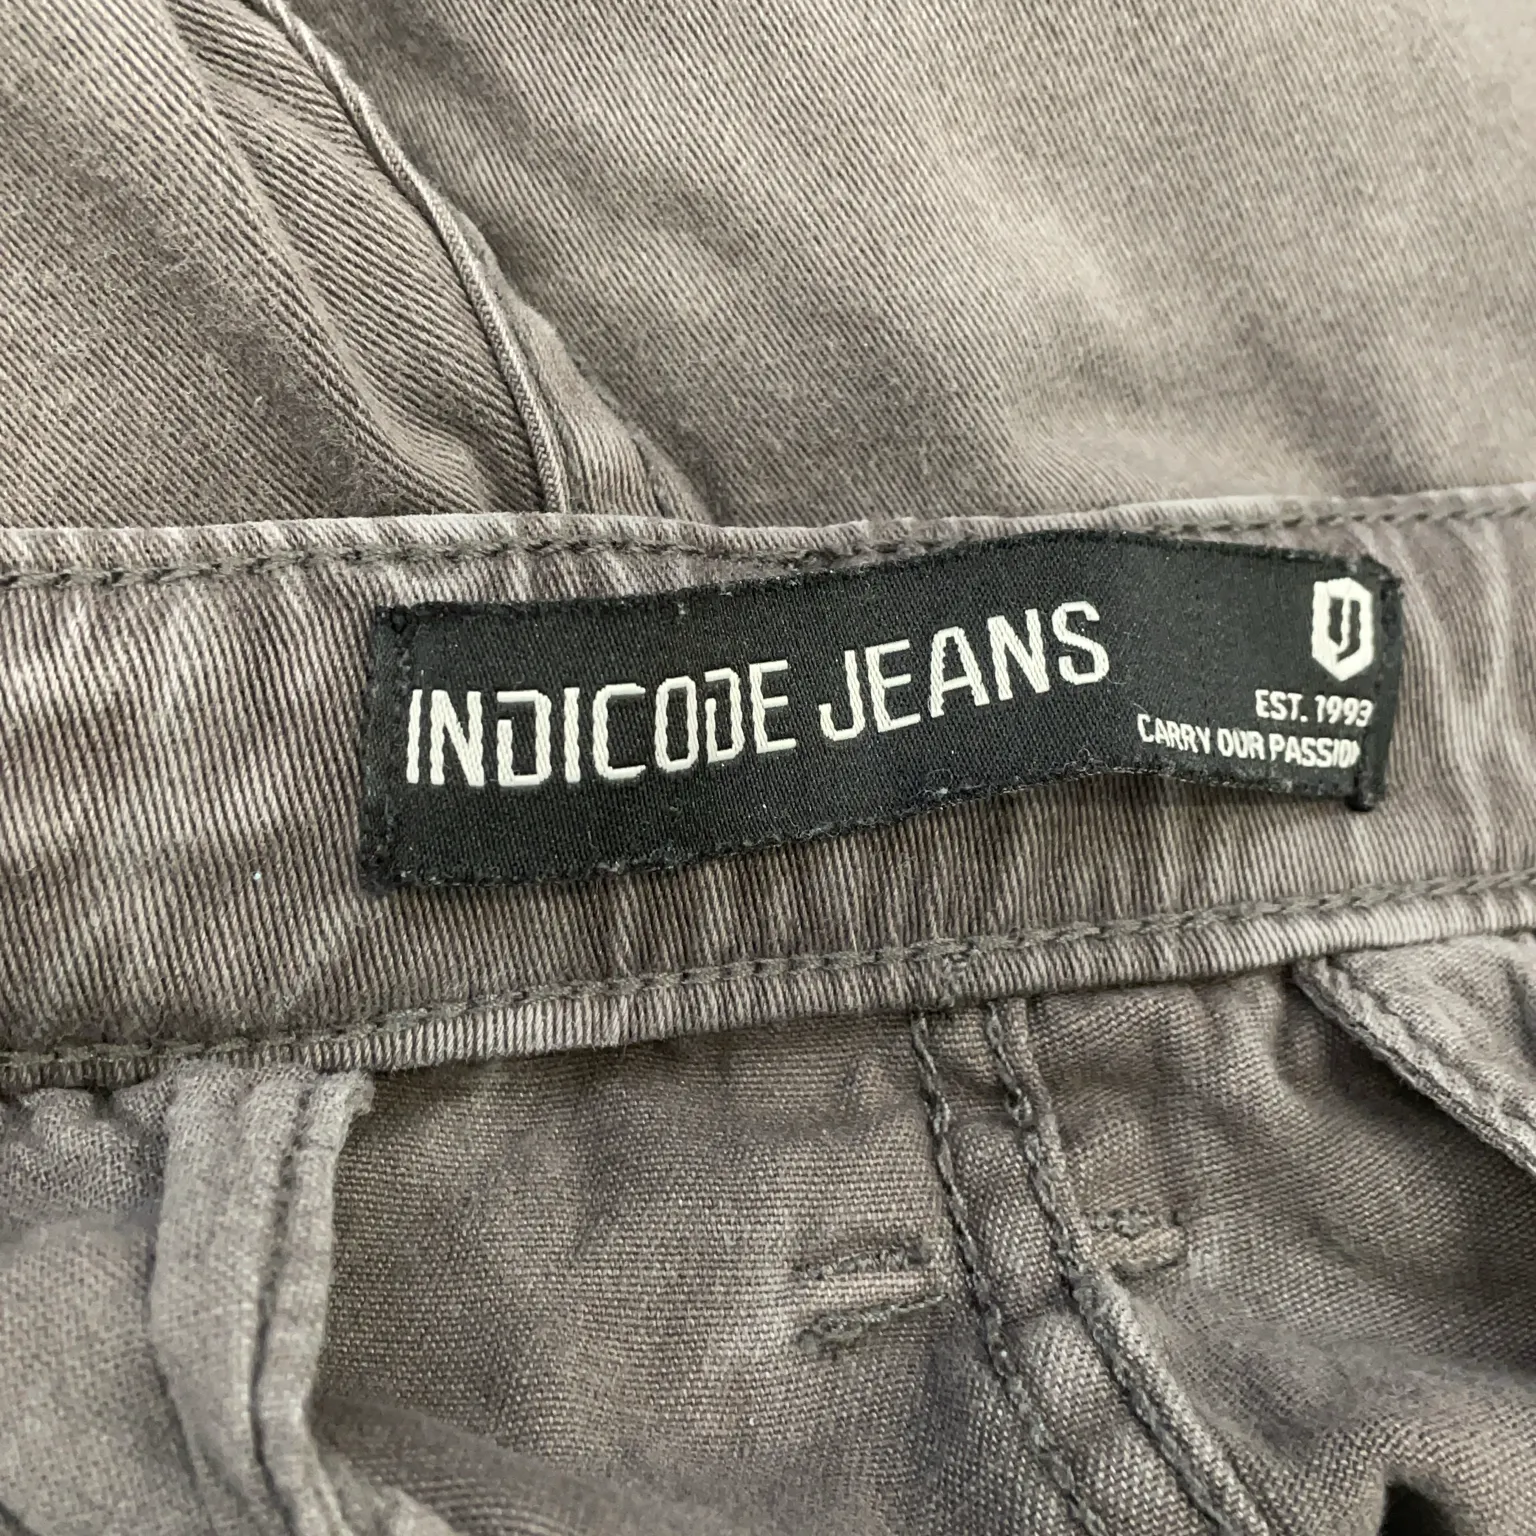 INDICODE JEANS
EST. 1993
CARRY OUR PASSION